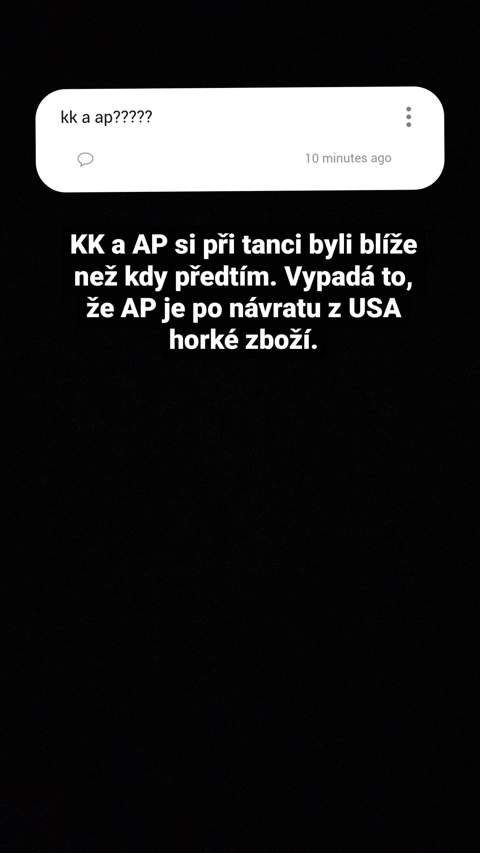 kk a ap?????
10 minutes ago
KK a AP si při tanci byli blíže
než kdy předtím. Vypadá to,
že AP je po návratu z USA
horké zboží.